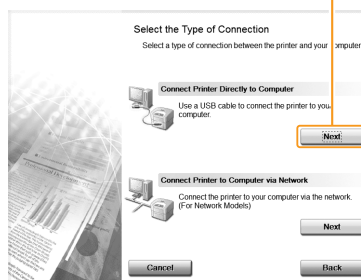 Select the Type of Connection
Select a type of connection between the printer and your computer
Connect Printer Directly to Computer
Use a USB cable to connect the printer to your
computer.
Next
Connect Printer to Computer via Network
Connect the printer to your computer via the network.
(For Network Models)
Next
Cancel
Back